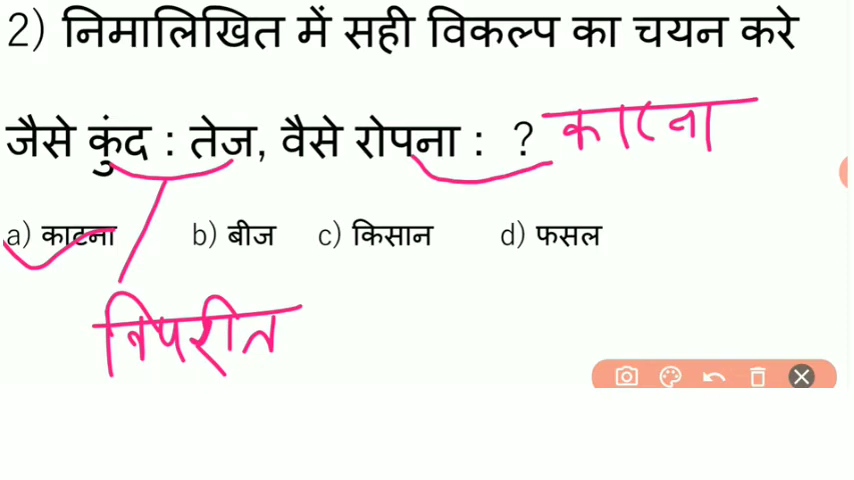 2) निमालिखित में सही विकल्प का चयन करे
जैसे कुंद : तेज, वैसे रोपना : ? काटना
a) काटना b) बीज c) किसान d) फसल
विपरीत